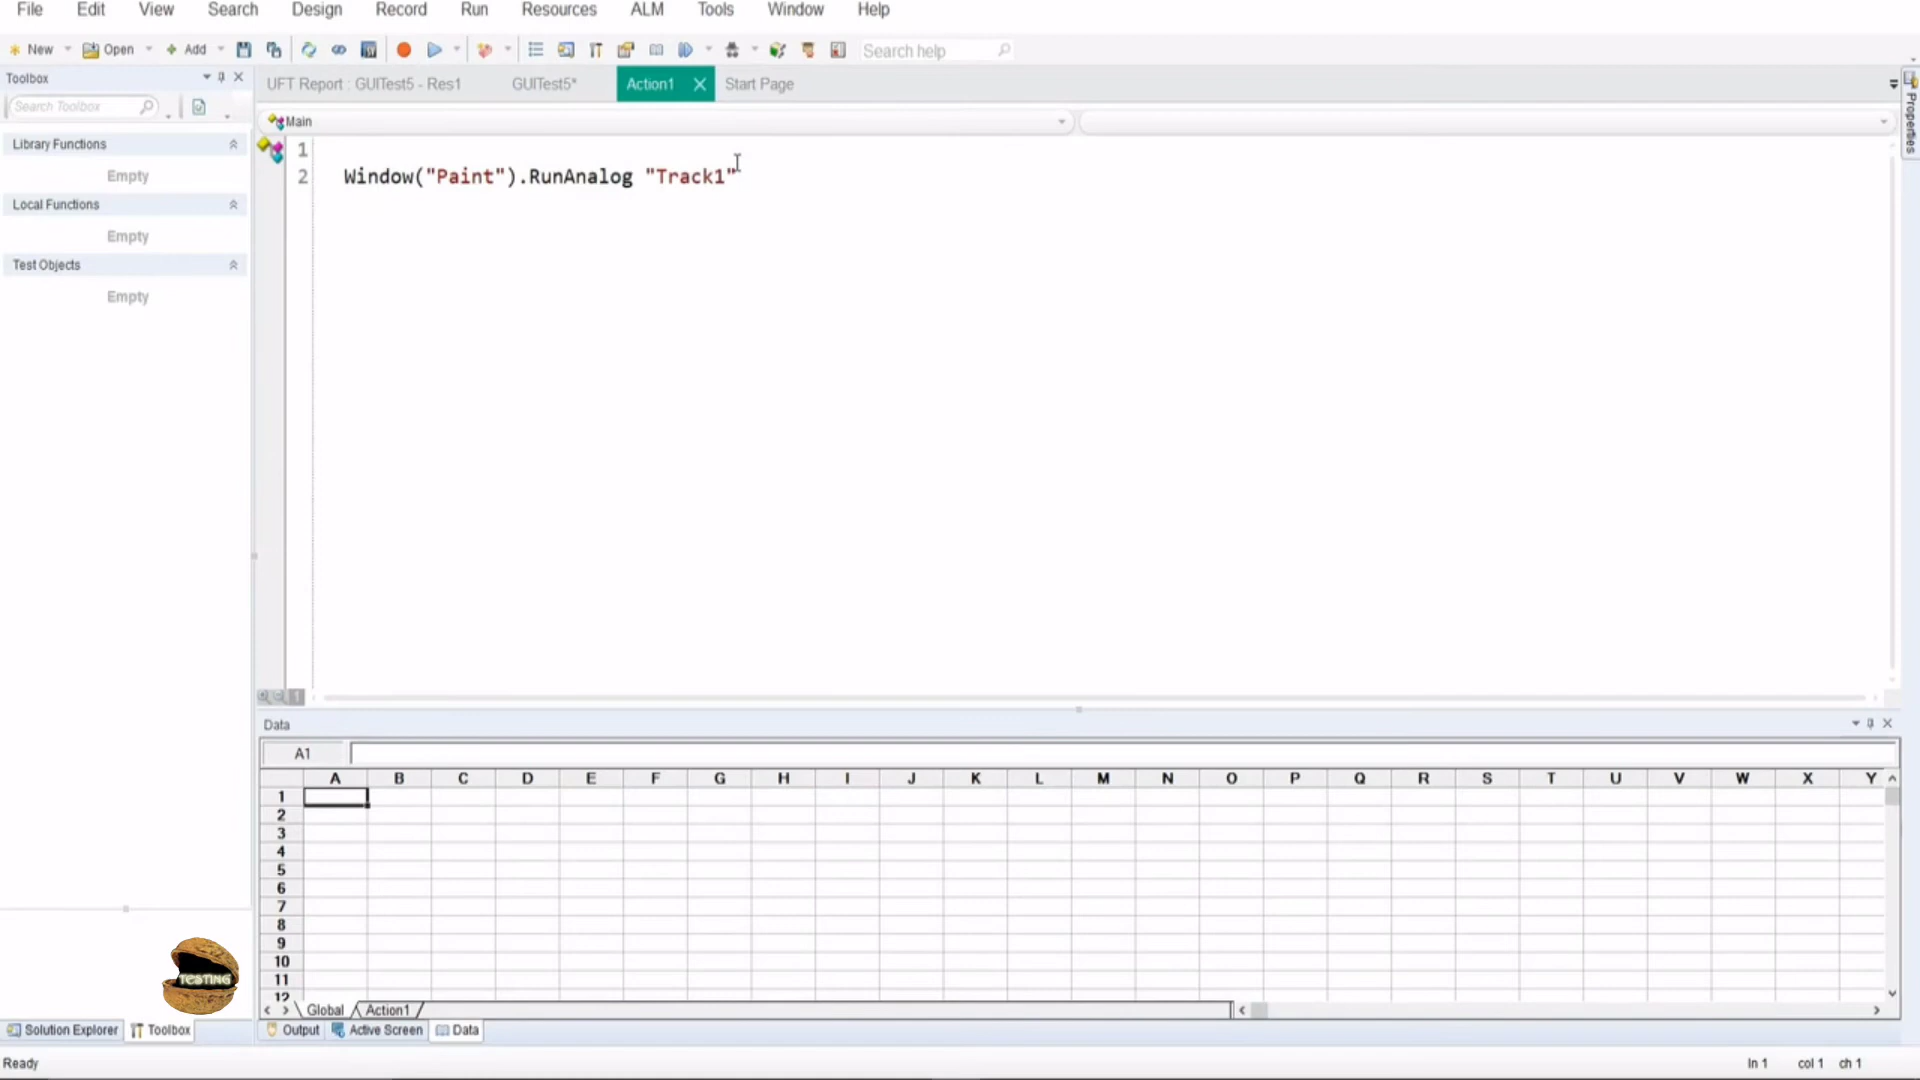 File Edit View Search Design Record Run Resources ALM Tools Window Help
New Open Add Search help
Toolbox
UFT Report : GUITest5 - Res1 GUITest5* Action1 Start Page
Search Toolbox
Main
Properties
Library Functions
Empty
Local Functions
Empty
Test Objects
Empty
1
2 Window("Paint").RunAnalog "Track1"
1
Data
A1
A B C D E F G H I J K L M N O P Q R S T U V W X Y
1
2
3
4
5
6
7
8
9
10
11
12
TESTING
Global Action1
Solution Explorer Toolbox Output Active Screen Data
Ready ln 1 col 1 ch 1